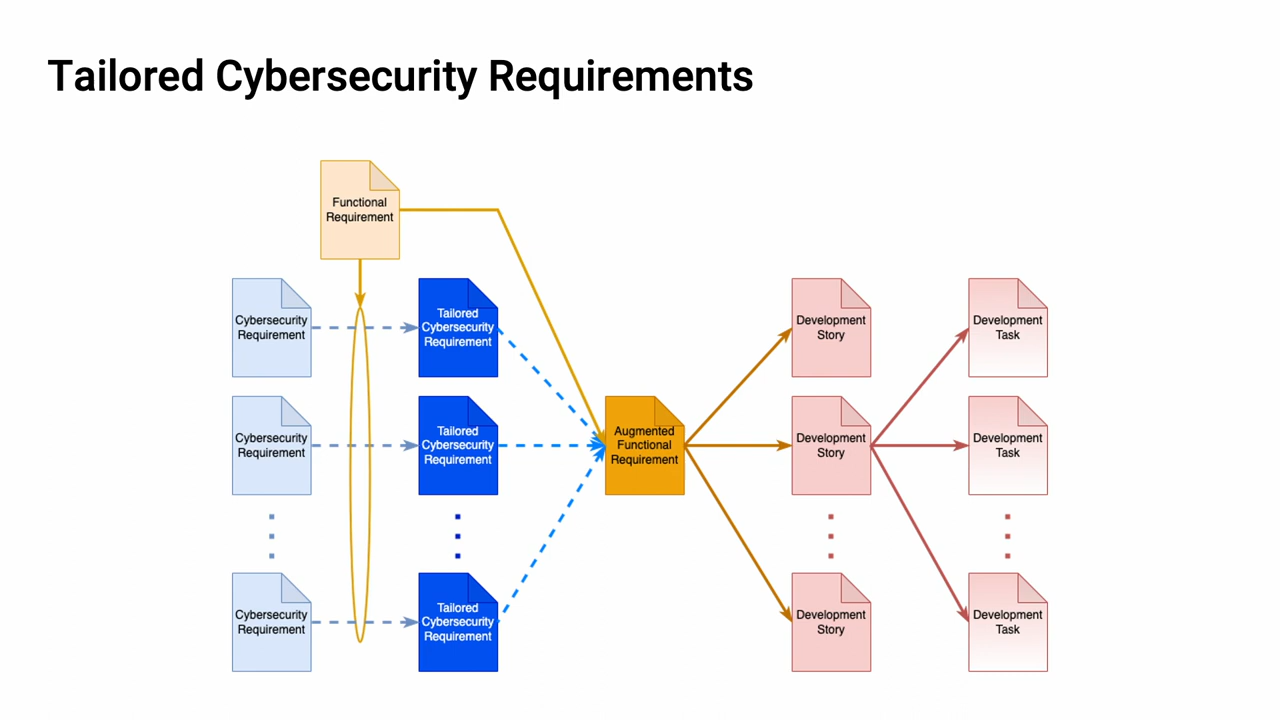 Tailored Cybersecurity Requirements
Functional
Requirement
Cybersecurity
Requirement
Tailored
Cybersecurity
Requirement
Development
Story
Development
Task
Cybersecurity
Requirement
Tailored
Cybersecurity
Requirement
Augmented
Functional
Requirement
Development
Story
Development
Task
Cybersecurity
Requirement
Tailored
Cybersecurity
Requirement
Development
Story
Development
Task